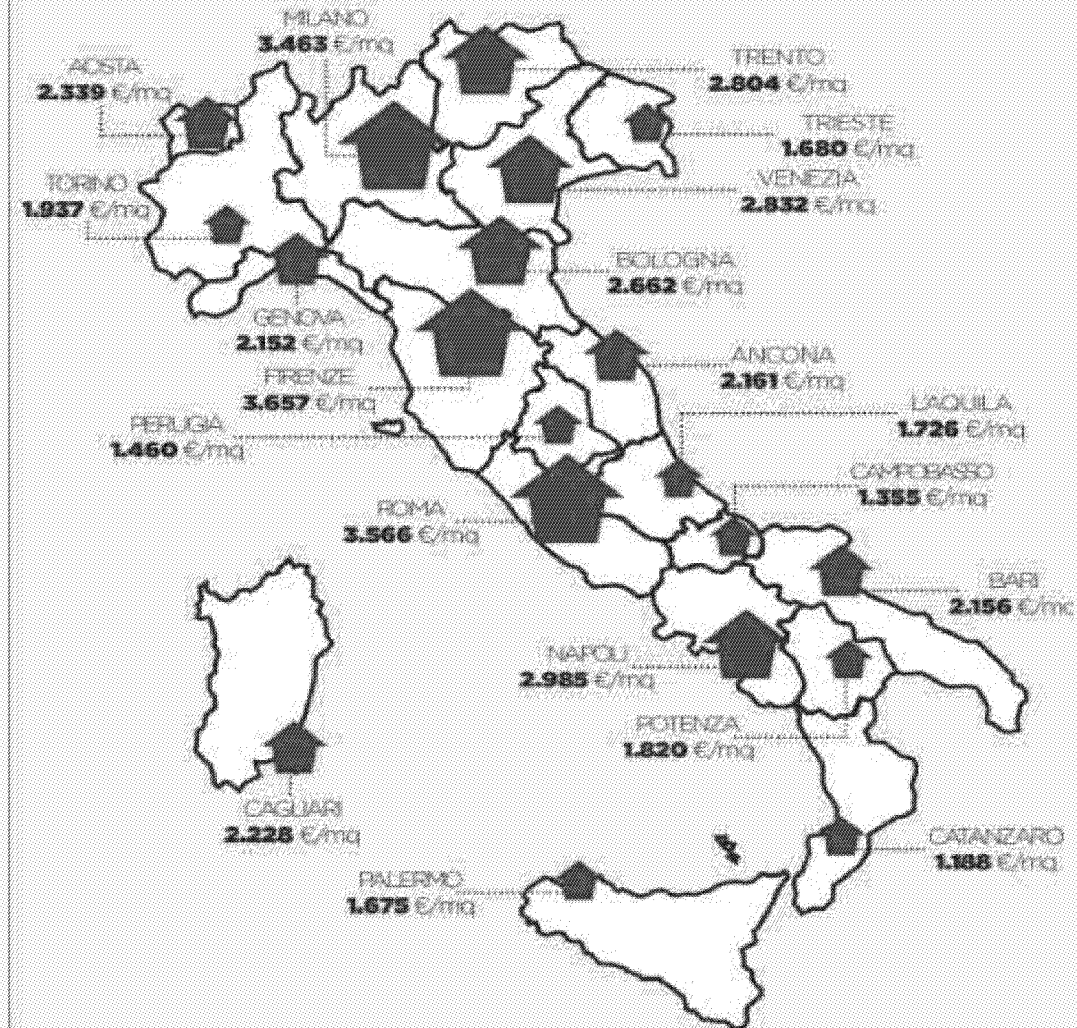 MILANO
3.463 €/mq
AOSTA
2.339 €/mq
TRENTO
2.804 €/mq
TRIESTE
1.680 €/mq
TORINO
1.937 €/mq
VENEZIA
2.832 €/mq
BOLOGNA
2.662 €/mq
GENOVA
2.152 €/mq
ANCONA
2.161 €/mq
FIRENZE
3.657 €/mq
L'AQUILA
1.726 €/mq
PERUGIA
1.460 €/mq
CAMPOBASSO
1.355 €/mq
ROMA
3.566 €/mq
BARI
2.156 €/mq
NAPOLI
2.985 €/mq
POTENZA
1.820 €/mq
CAGLIARI
2.228 €/mq
CATANZARO
1.188 €/mq
PALERMO
1.675 €/mq